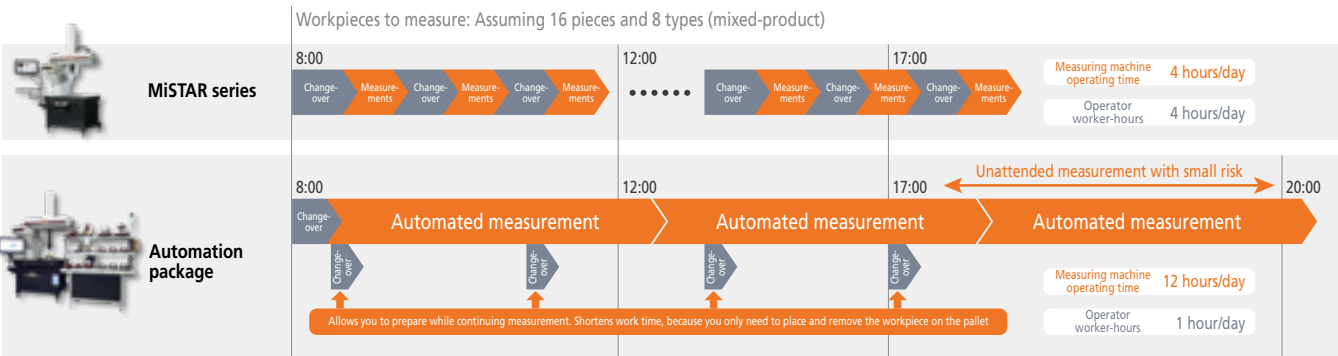 Workpieces to measure: Assuming 16 pieces and 8 types (mixed-product)
8:00
12:00
17:00
MiSTAR series
Change-
over
Measure-
ments
Change-
over
Measure-
ments
Change-
over
Measure-
ments
••••••
Change-
over
Measure-
ments
Change-
over
Measure-
ments
Change-
over
Measure-
ments
Measuring machine
operating time
4 hours/day
Operator
worker-hours
4 hours/day
Unattended measurement with small risk
8:00
12:00
17:00
20:00
Automation
package
Change-
over
Automated measurement
Automated measurement
Automated measurement
Change-
over
Change-
over
Change-
over
Change-
over
Allows you to prepare while continuing measurement. Shortens work time, because you only need to place and remove the workpiece on the pallet
Measuring machine
operating time
12 hours/day
Operator
worker-hours
1 hour/day